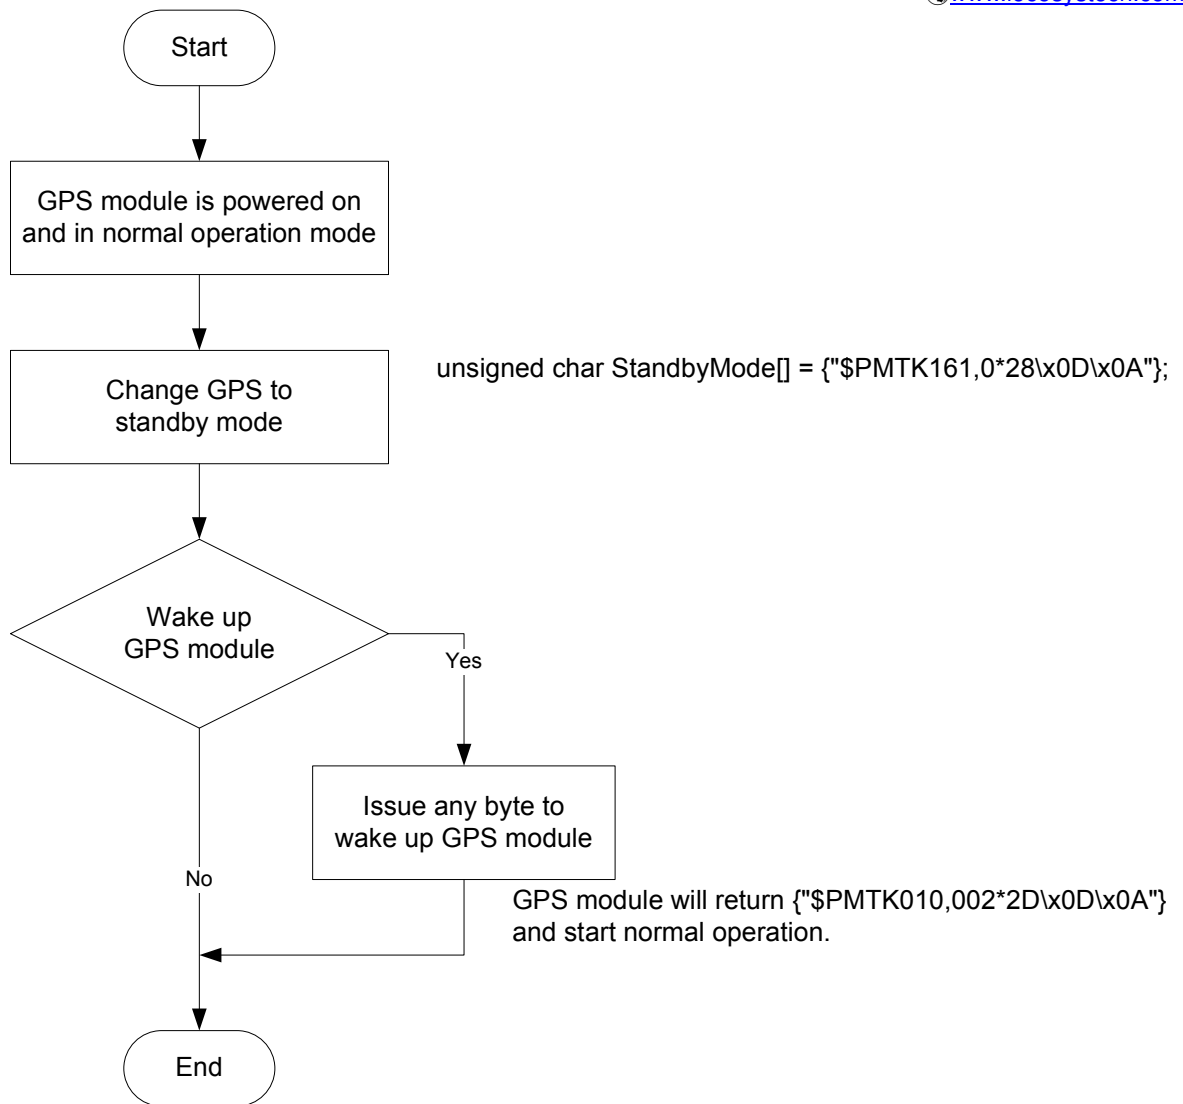 Start
GPS module is powered on
and in normal operation mode
Change GPS to
standby mode
unsigned char StandbyMode[] = {"$PMTK161,0*28\x0D\x0A"};
Wake up
GPS module
Yes
Issue any byte to
wake up GPS module
No
GPS module will return {"$PMTK010,002*2D\x0D\x0A"}
and start normal operation.
End